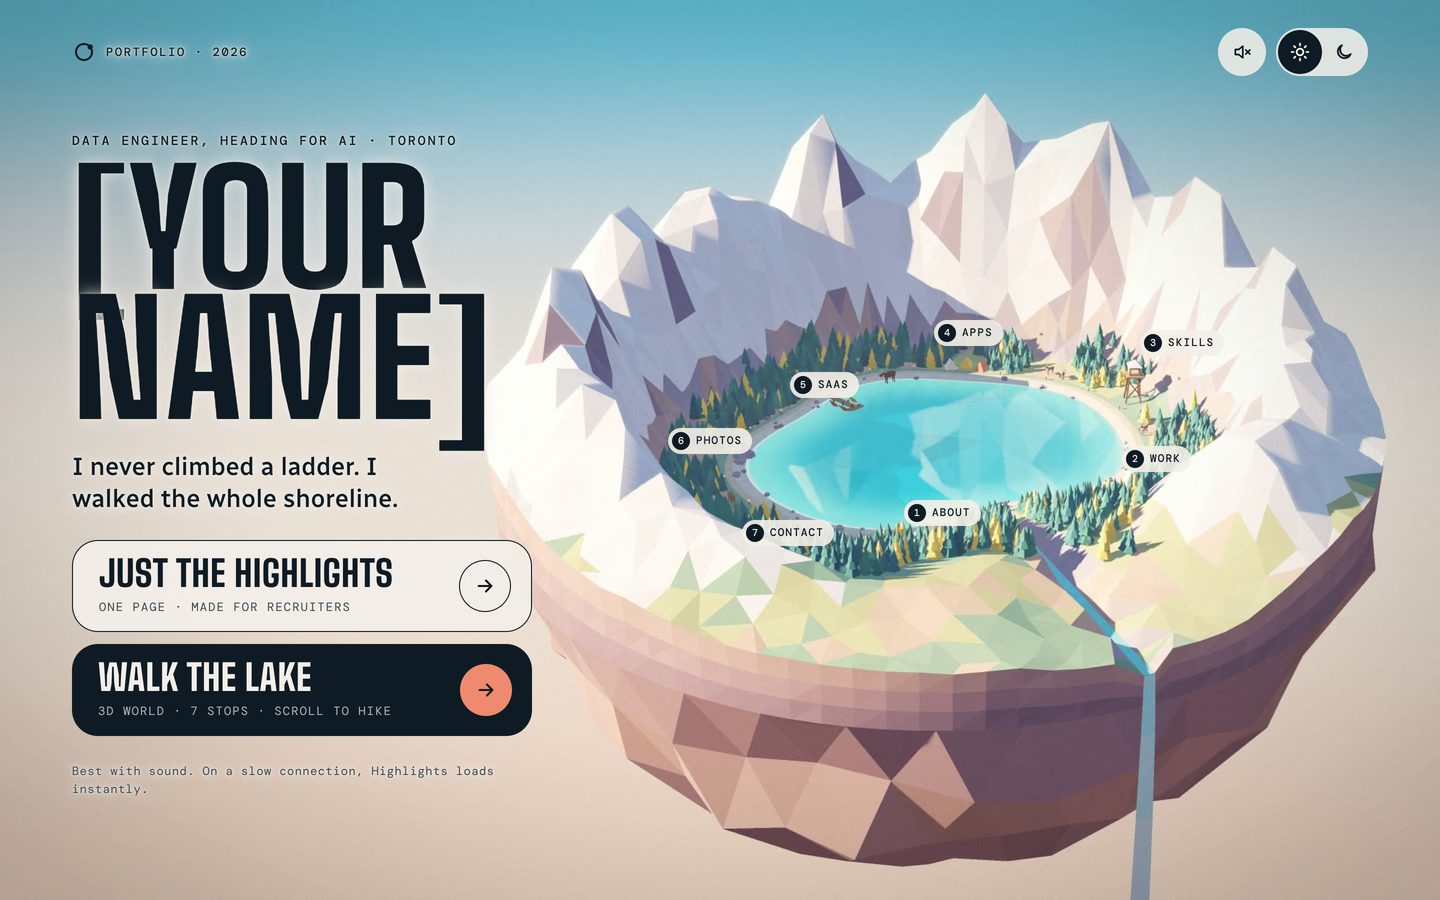 PORTFOLIO · 2026
DATA ENGINEER, HEADING FOR AI · TORONTO
[YOUR
NAME]
I never climbed a ladder. I
walked the whole shoreline.
JUST THE HIGHLIGHTS
ONE PAGE · MADE FOR RECRUITERS
WALK THE LAKE
3D WORLD · 7 STOPS · SCROLL TO HIKE
Best with sound. On a slow connection, Highlights loads
instantly.
4 APPS
3 SKILLS
5 SAAS
6 PHOTOS
2 WORK
1 ABOUT
7 CONTACT